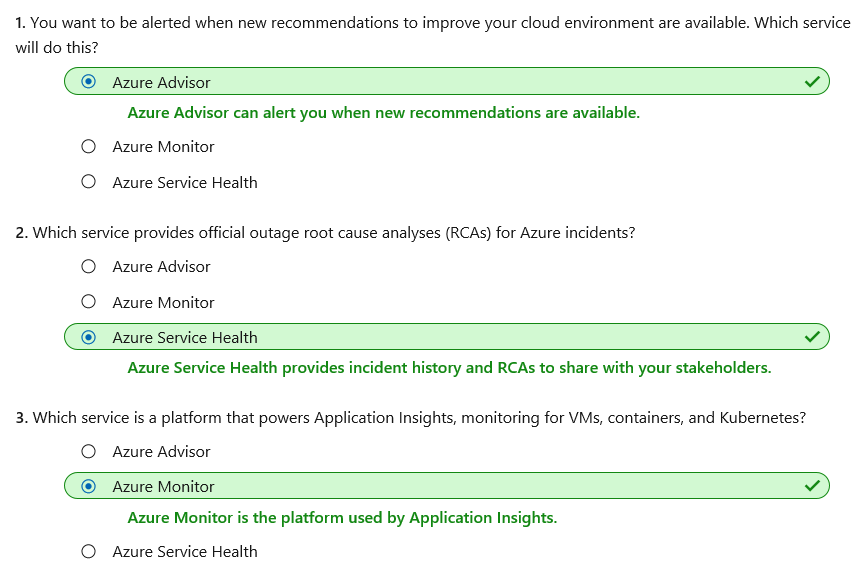 1. You want to be alerted when new recommendations to improve your cloud environment are available. Which service
will do this?
Azure Advisor
Azure Advisor can alert you when new recommendations are available.
Azure Monitor
Azure Service Health
2. Which service provides official outage root cause analyses (RCAs) for Azure incidents?
Azure Advisor
Azure Monitor
Azure Service Health
Azure Service Health provides incident history and RCAs to share with your stakeholders.
3. Which service is a platform that powers Application Insights, monitoring for VMs, containers, and Kubernetes?
Azure Advisor
Azure Monitor
Azure Monitor is the platform used by Application Insights.
Azure Service Health